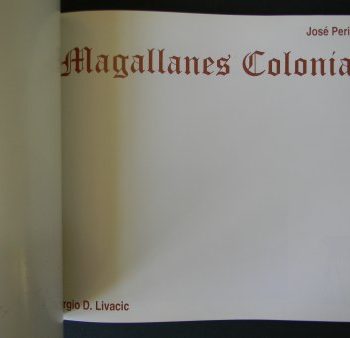 José Peri
Magallanes Colonia
rgio D. Livacic